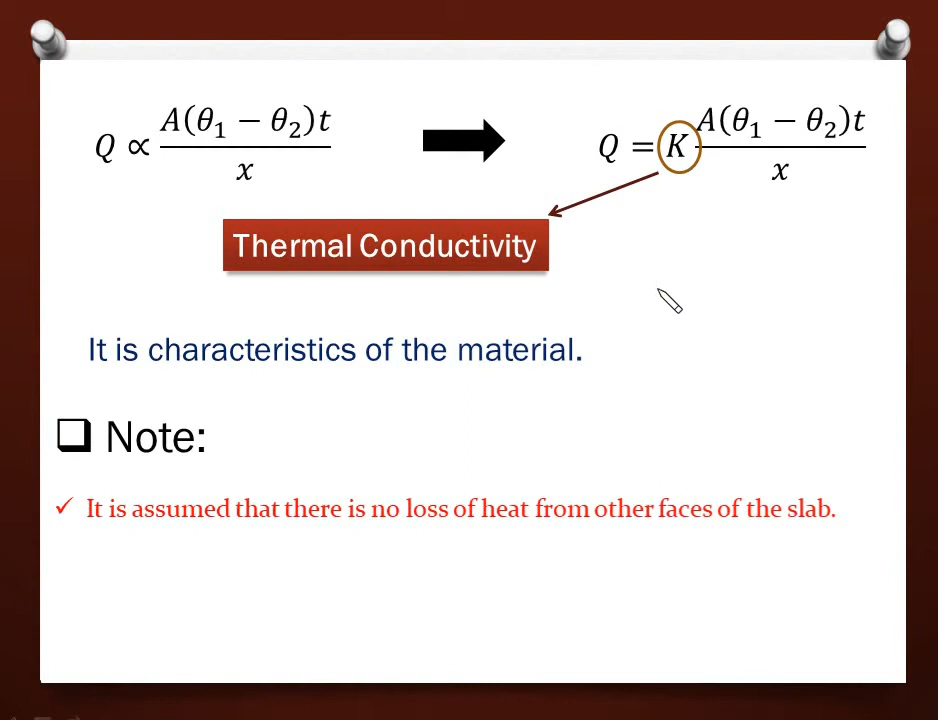 Q ∝ A(θ₁ − θ₂)t / x
Q = K A(θ₁ − θ₂)t / x
Thermal Conductivity
It is characteristics of the material.
Note:
It is assumed that there is no loss of heat from other faces of the slab.